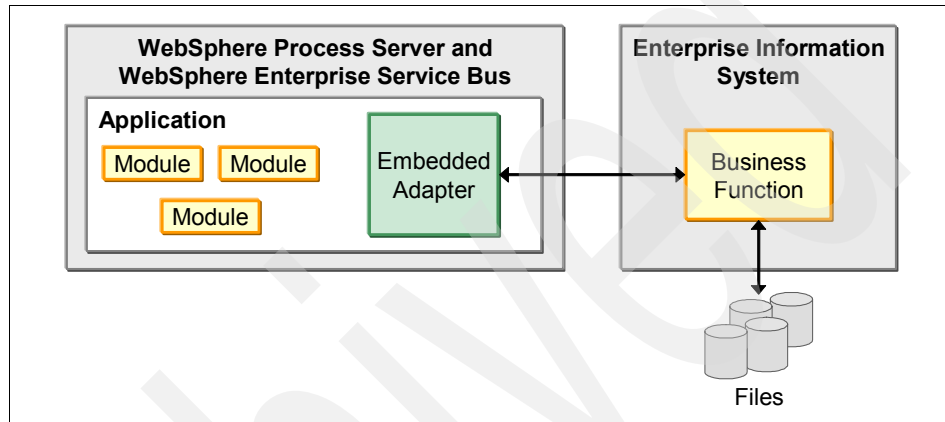 WebSphere Process Server and
WebSphere Enterprise Service Bus
Application
Module
Module
Module
Embedded
Adapter
Enterprise Information
System
Business
Function
Files